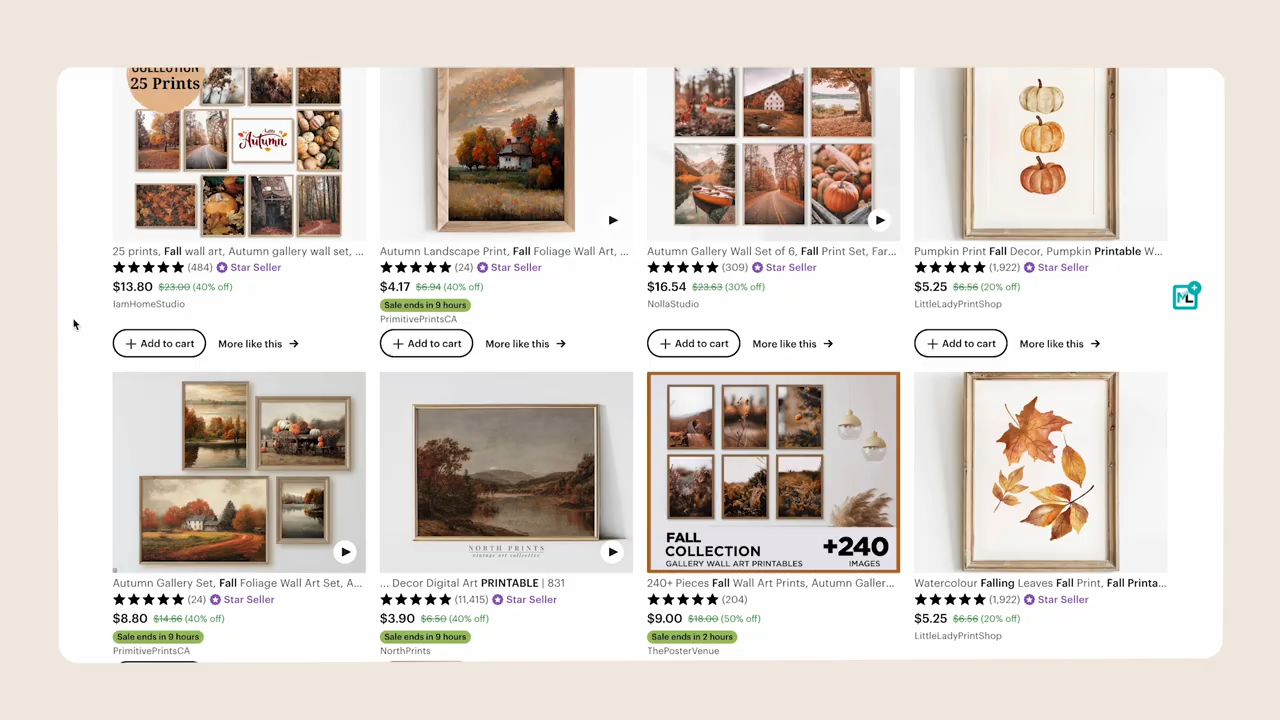 COLLECTION
25 Prints
Hello
Autumn
25 prints, Fall wall art, Autumn gallery wall set, ...
(484) Star Seller
$13.80 $23.00 (40% off)
IamHomeStudio
+ Add to cart More like this →
Autumn Landscape Print, Fall Foliage Wall Art, ...
(24) Star Seller
$4.17 $6.94 (40% off)
Sale ends in 9 hours
PrimitivePrintsCA
+ Add to cart More like this →
Autumn Gallery Wall Set of 6, Fall Print Set, Far...
(309) Star Seller
$16.54 $23.63 (30% off)
NollaStudio
+ Add to cart More like this →
Pumpkin Print Fall Decor, Pumpkin Printable W...
(1,922) Star Seller
$5.25 $6.56 (20% off)
LittleLadyPrintShop
+ Add to cart More like this →
ML
Autumn Gallery Set, Fall Foliage Wall Art Set, A...
(24) Star Seller
$8.80 $14.66 (40% off)
Sale ends in 9 hours
PrimitivePrintsCA
NORTH PRINTS
vintage art collective
... Decor Digital Art PRINTABLE | 831
(11,415) Star Seller
$3.90 $6.50 (40% off)
Sale ends in 9 hours
NorthPrints
FALL
COLLECTION
GALLERY WALL ART PRINTABLES
+240
IMAGES
240+ Pieces Fall Wall Art Prints, Autumn Galler...
(204)
$9.00 $18.00 (50% off)
Sale ends in 2 hours
ThePosterVenue
Watercolour Falling Leaves Fall Print, Fall Printa...
(1,922) Star Seller
$5.25 $6.56 (20% off)
LittleLadyPrintShop